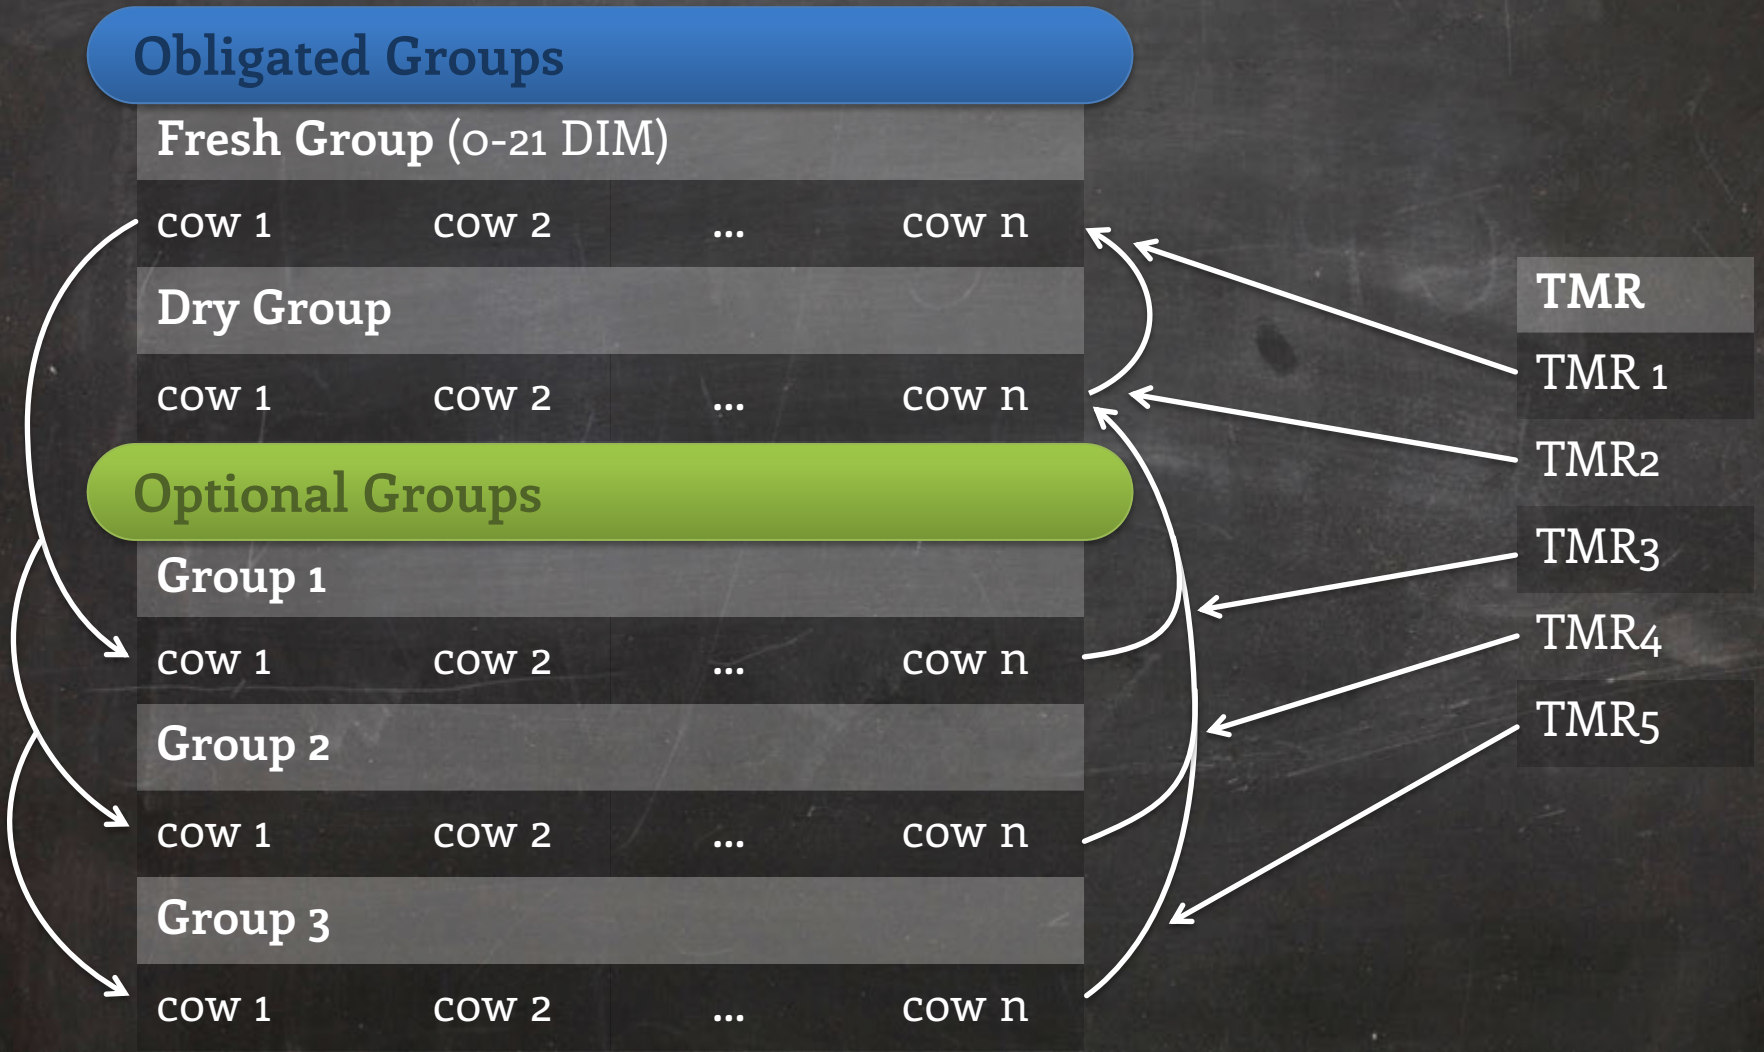 Obligated Groups
Fresh Group (0-21 DIM)
cow 1 cow 2 ... cow n
Dry Group
cow 1 cow 2 ... cow n
Optional Groups
Group 1
cow 1 cow 2 ... cow n
Group 2
cow 1 cow 2 ... cow n
Group 3
cow 1 cow 2 ... cow n
TMR
TMR 1
TMR2
TMR3
TMR4
TMR5